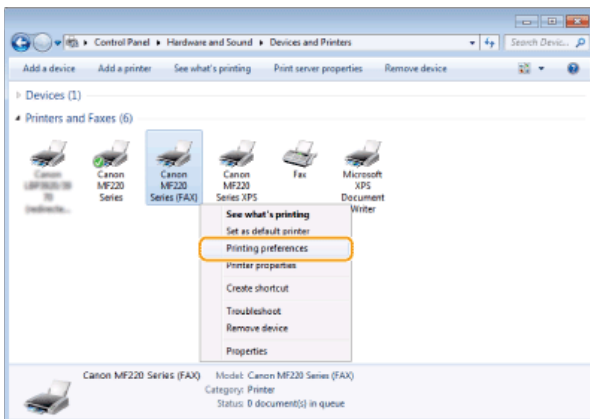 Control Panel ▸ Hardware and Sound ▸ Devices and Printers
Search Devic...
Add a device Add a printer See what's printing Print server properties Remove device
Devices (1)
Printers and Faxes (6)
Canon MF220 Series
Canon MF220 Series (FAX)
Canon MF220 Series XPS
Fax
Microsoft XPS Document Writer
See what's printing
Set as default printer
Printing preferences
Printer properties
Create shortcut
Troubleshoot
Remove device
Properties
Canon MF220 Series (FAX) Model: Canon MF220 Series (FAX)
Category: Printer
Status: 0 document(s) in queue